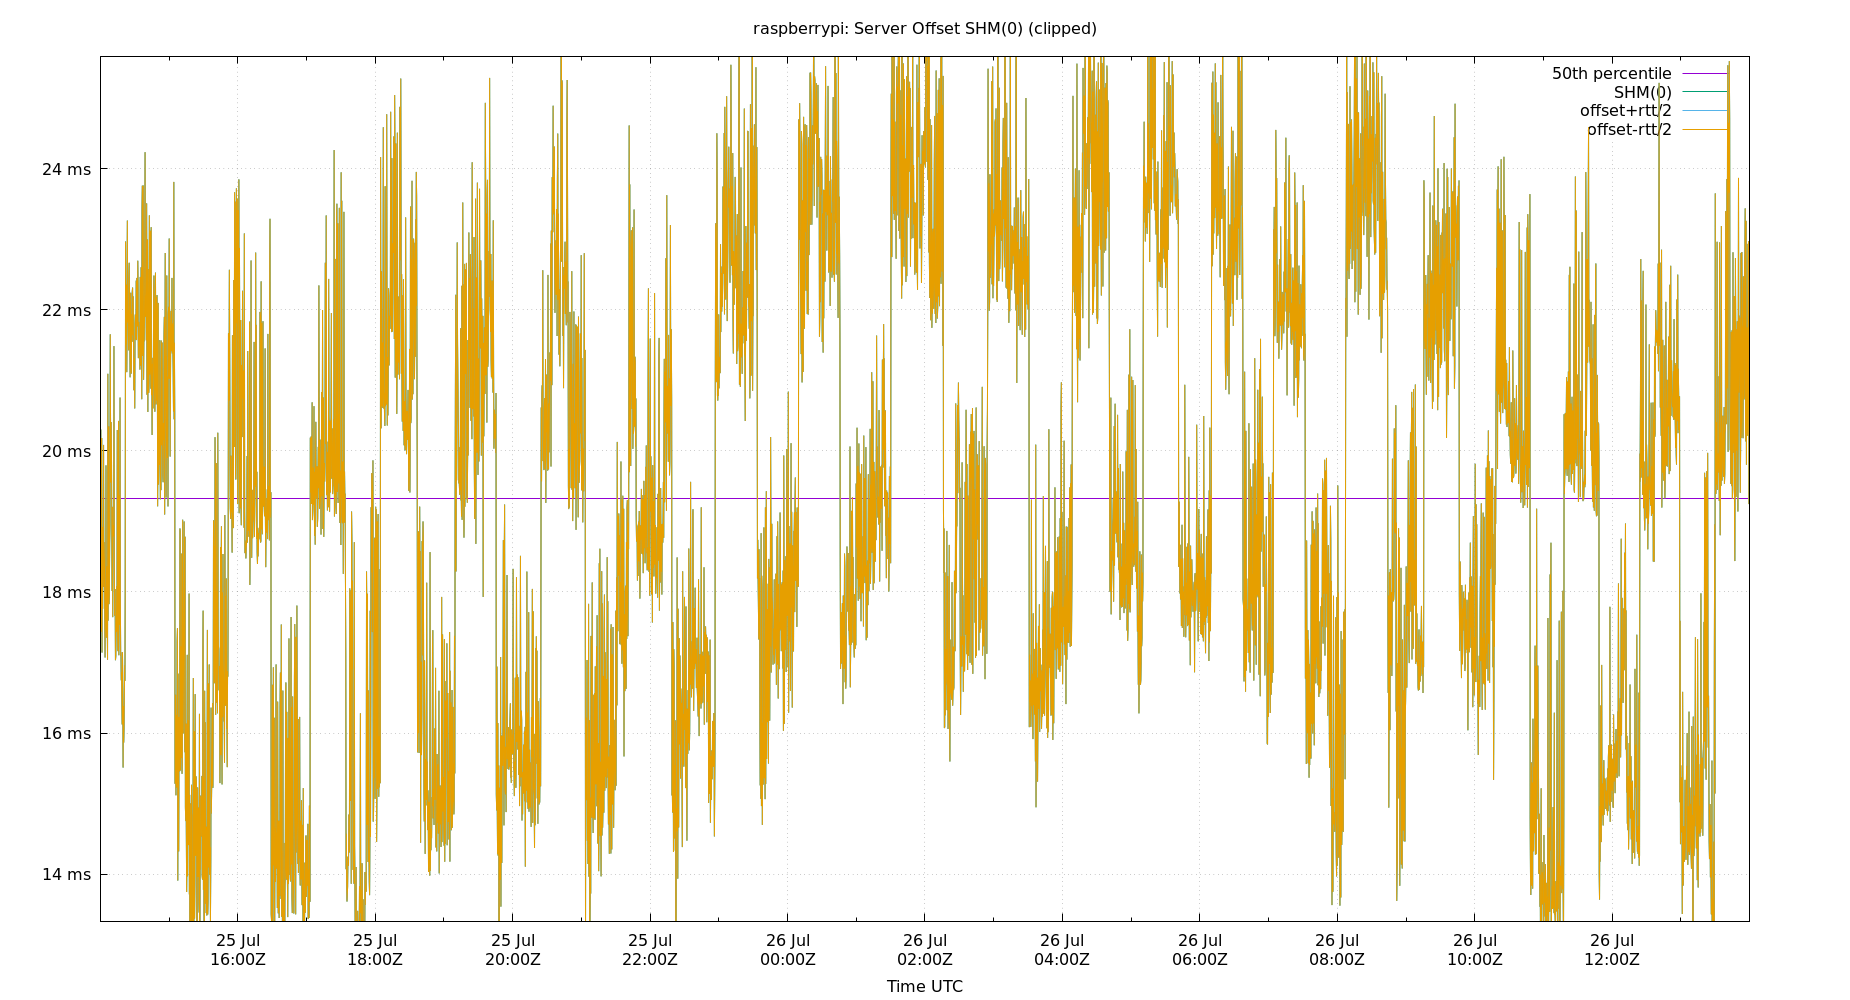 raspberrypi: Server Offset SHM(0) (clipped)
50th percentile
SHM(0)
offset+rtt/2
offset-rtt/2
24 ms
22 ms
20 ms
18 ms
16 ms
14 ms
25 Jul 25 Jul 25 Jul 25 Jul 26 Jul 26 Jul 26 Jul 26 Jul 26 Jul 26 Jul 26 Jul
16:00Z 18:00Z 20:00Z 22:00Z 00:00Z 02:00Z 04:00Z 06:00Z 08:00Z 10:00Z 12:00Z
Time UTC